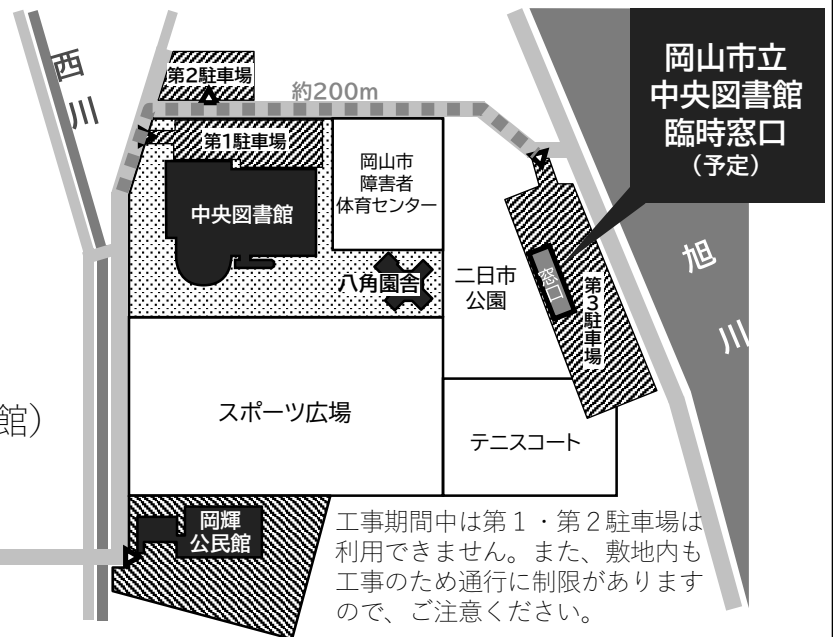 西川
第2駐車場
約200m
岡山市立
中央図書館
臨時窓口
（予定）
第1駐車場
岡山市
障害者
体育センター
中央図書館
八角園舎
二日市
公園
窓口
第3駐車場
旭川
スポーツ広場
テニスコート
館）
岡輝
公民館
工事期間中は第１・第２駐車場は
利用できません。また、敷地内も
工事のため通行に制限があります
ので、ご注意ください。